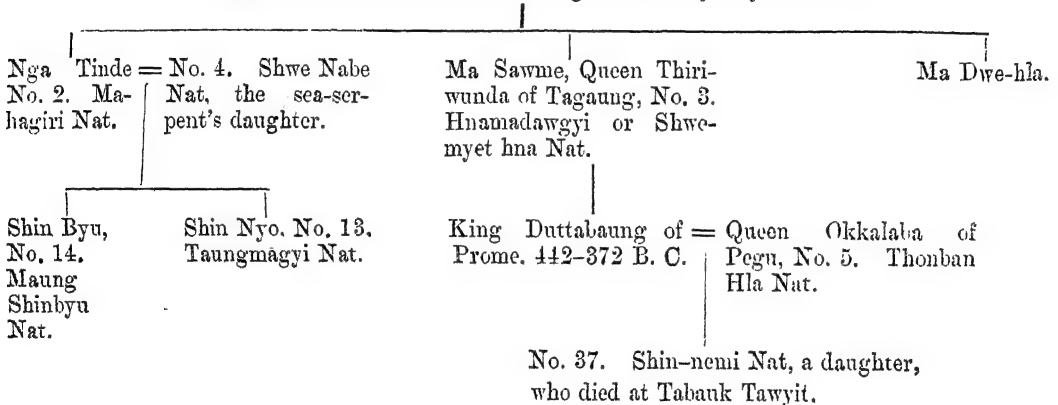 Nga Tinde = No. 4. Shwe Nabe
No. 2. Ma- Nat, the sea-ser-
hagiri Nat. pent's daughter.
Ma Sawme, Queen Thiri-
wunda of Tagaung, No. 3.
Hnamadawgyi or Shwe-
myet hna Nat.
Ma Dwe-hla.
Shin Byu,
No. 14.
Maung
Shinbyu
Nat.
Shin Nyo. No. 13.
Taungmagyi Nat.
King Duttabaung of = Queen Okkalaba of
Prome. 442-372 B. C. Pegu, No. 5. Thonban
Hla Nat.
No. 37. Shin-nemi Nat, a daughter,
who died at Tabauk Tawyit.